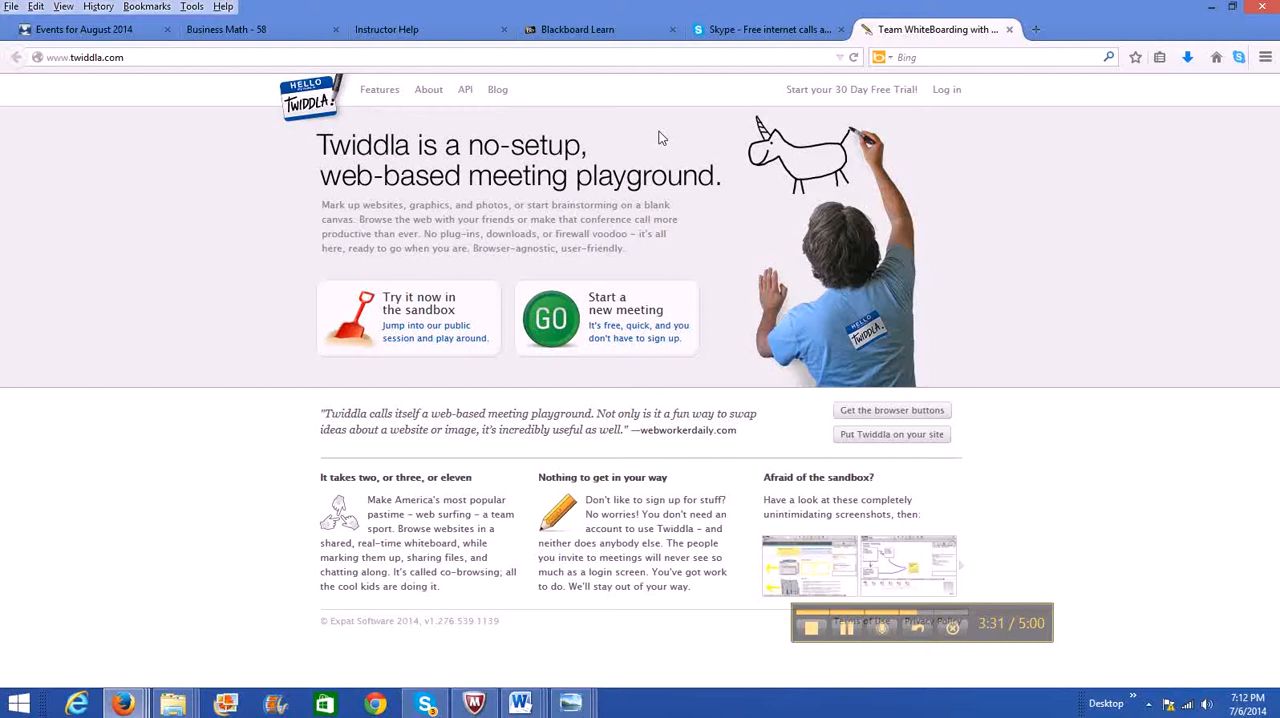 File Edit View History Bookmarks Tools Help
Events for August 2014 × Business Math - 58 × Instructor Help × Blackboard Learn × Skype - Free internet calls a... × Team WhiteBoarding with ... × +
www.twiddla.com Bing
HELLO
TWIDDLA!
Features About API Blog Start your 30 Day Free Trial! Log in
Twiddla is a no-setup,
web-based meeting playground.
Mark up websites, graphics, and photos, or start brainstorming on a blank
canvas. Browse the web with your friends or make that conference call more
productive than ever. No plug-ins, downloads, or firewall voodoo – it's all
here, ready to go when you are. Browser-agnostic, user-friendly.
Try it now in
the sandbox
Jump into our public
session and play around.
GO
Start a
new meeting
It's free, quick, and you
don't have to sign up.
HELLO
TWIDDLA!
"Twiddla calls itself a web-based meeting playground. Not only is it a fun way to swap
ideas about a website or image, it's incredibly useful as well." —webworkerdaily.com
Get the browser buttons
Put Twiddla on your site
It takes two, or three, or eleven
Make America's most popular
pastime – web surfing – a team
sport. Browse websites in a
shared, real-time whiteboard, while
marking them up, sharing files, and
chatting along. It's called co-browsing; all
the cool kids are doing it.
Nothing to get in your way
Don't like to sign up for stuff?
No worries! You don't need an
account to use Twiddla – and
neither does anybody else. The people
you invite to meetings will never see so
much as a login screen. You've got work
to do. We'll stay out of your way.
Afraid of the sandbox?
Have a look at these completely
unintimidating screenshots, then:
© Expat Software 2014, v1.276.539.1139
Terms of Use Privacy Policy
3:31 / 5:00
Desktop 7:12 PM
7/6/2014